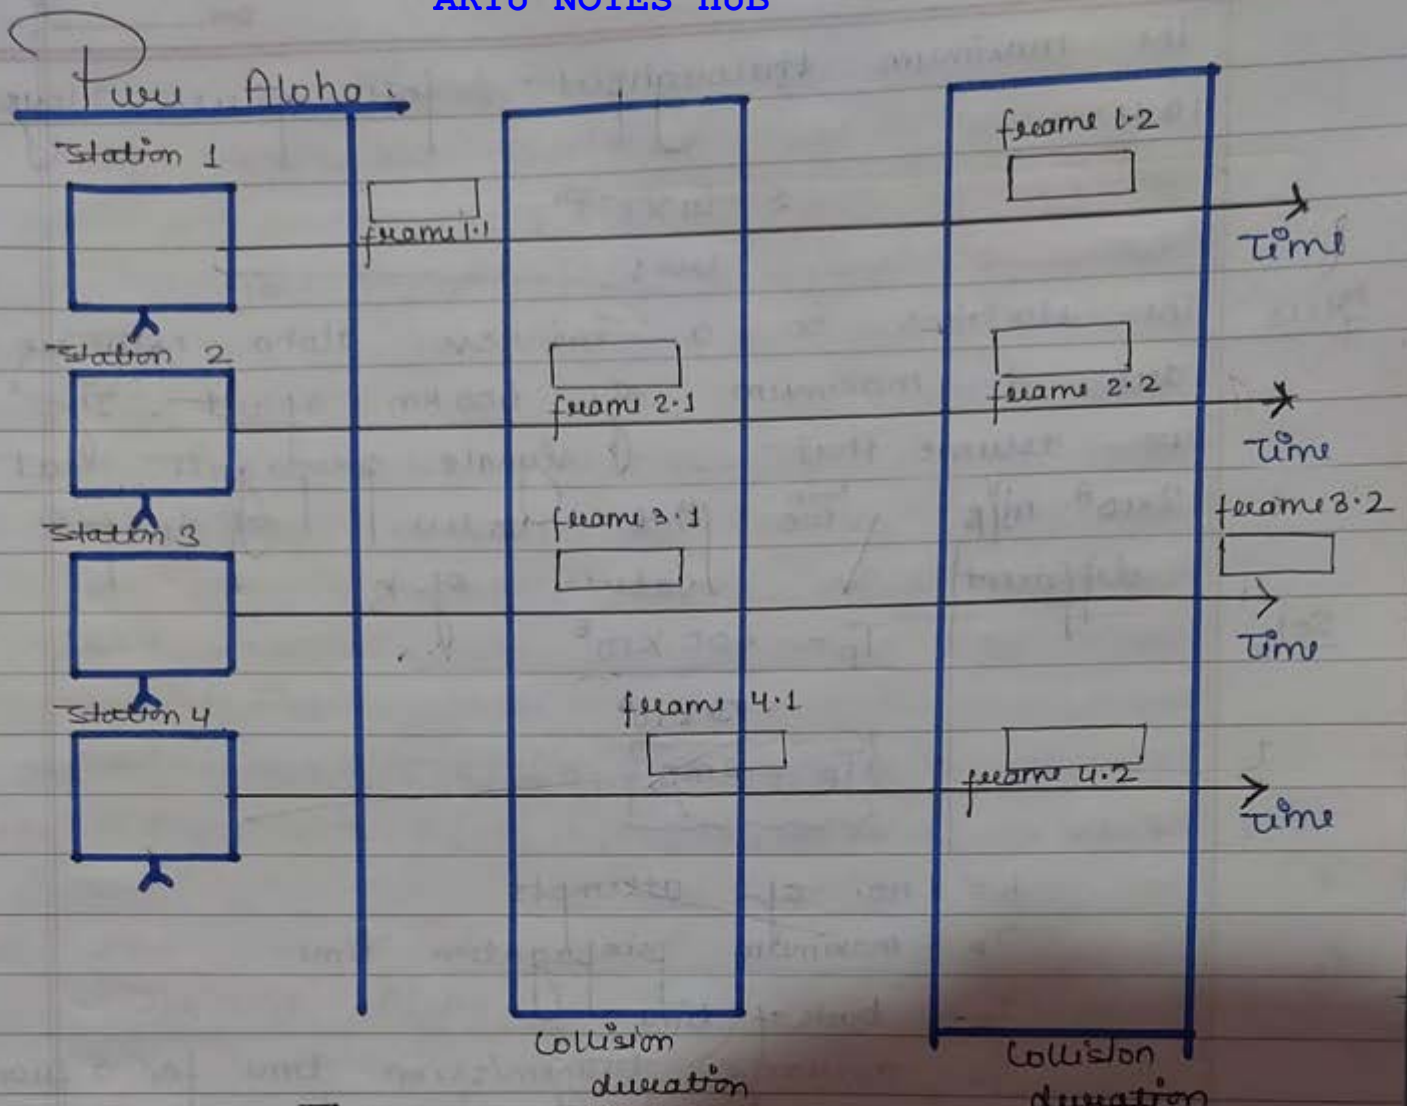 AKTU NOTES HUB
Pure Aloha.
Station 1
frame 1.1
frame 1.2
Time
Station 2
frame 2.1
frame 2.2
Time
Station 3
frame 3.1
frame 3.2
Time
Station 4
frame 4.1
frame 4.2
Time
Collision
duration
Collision
duration